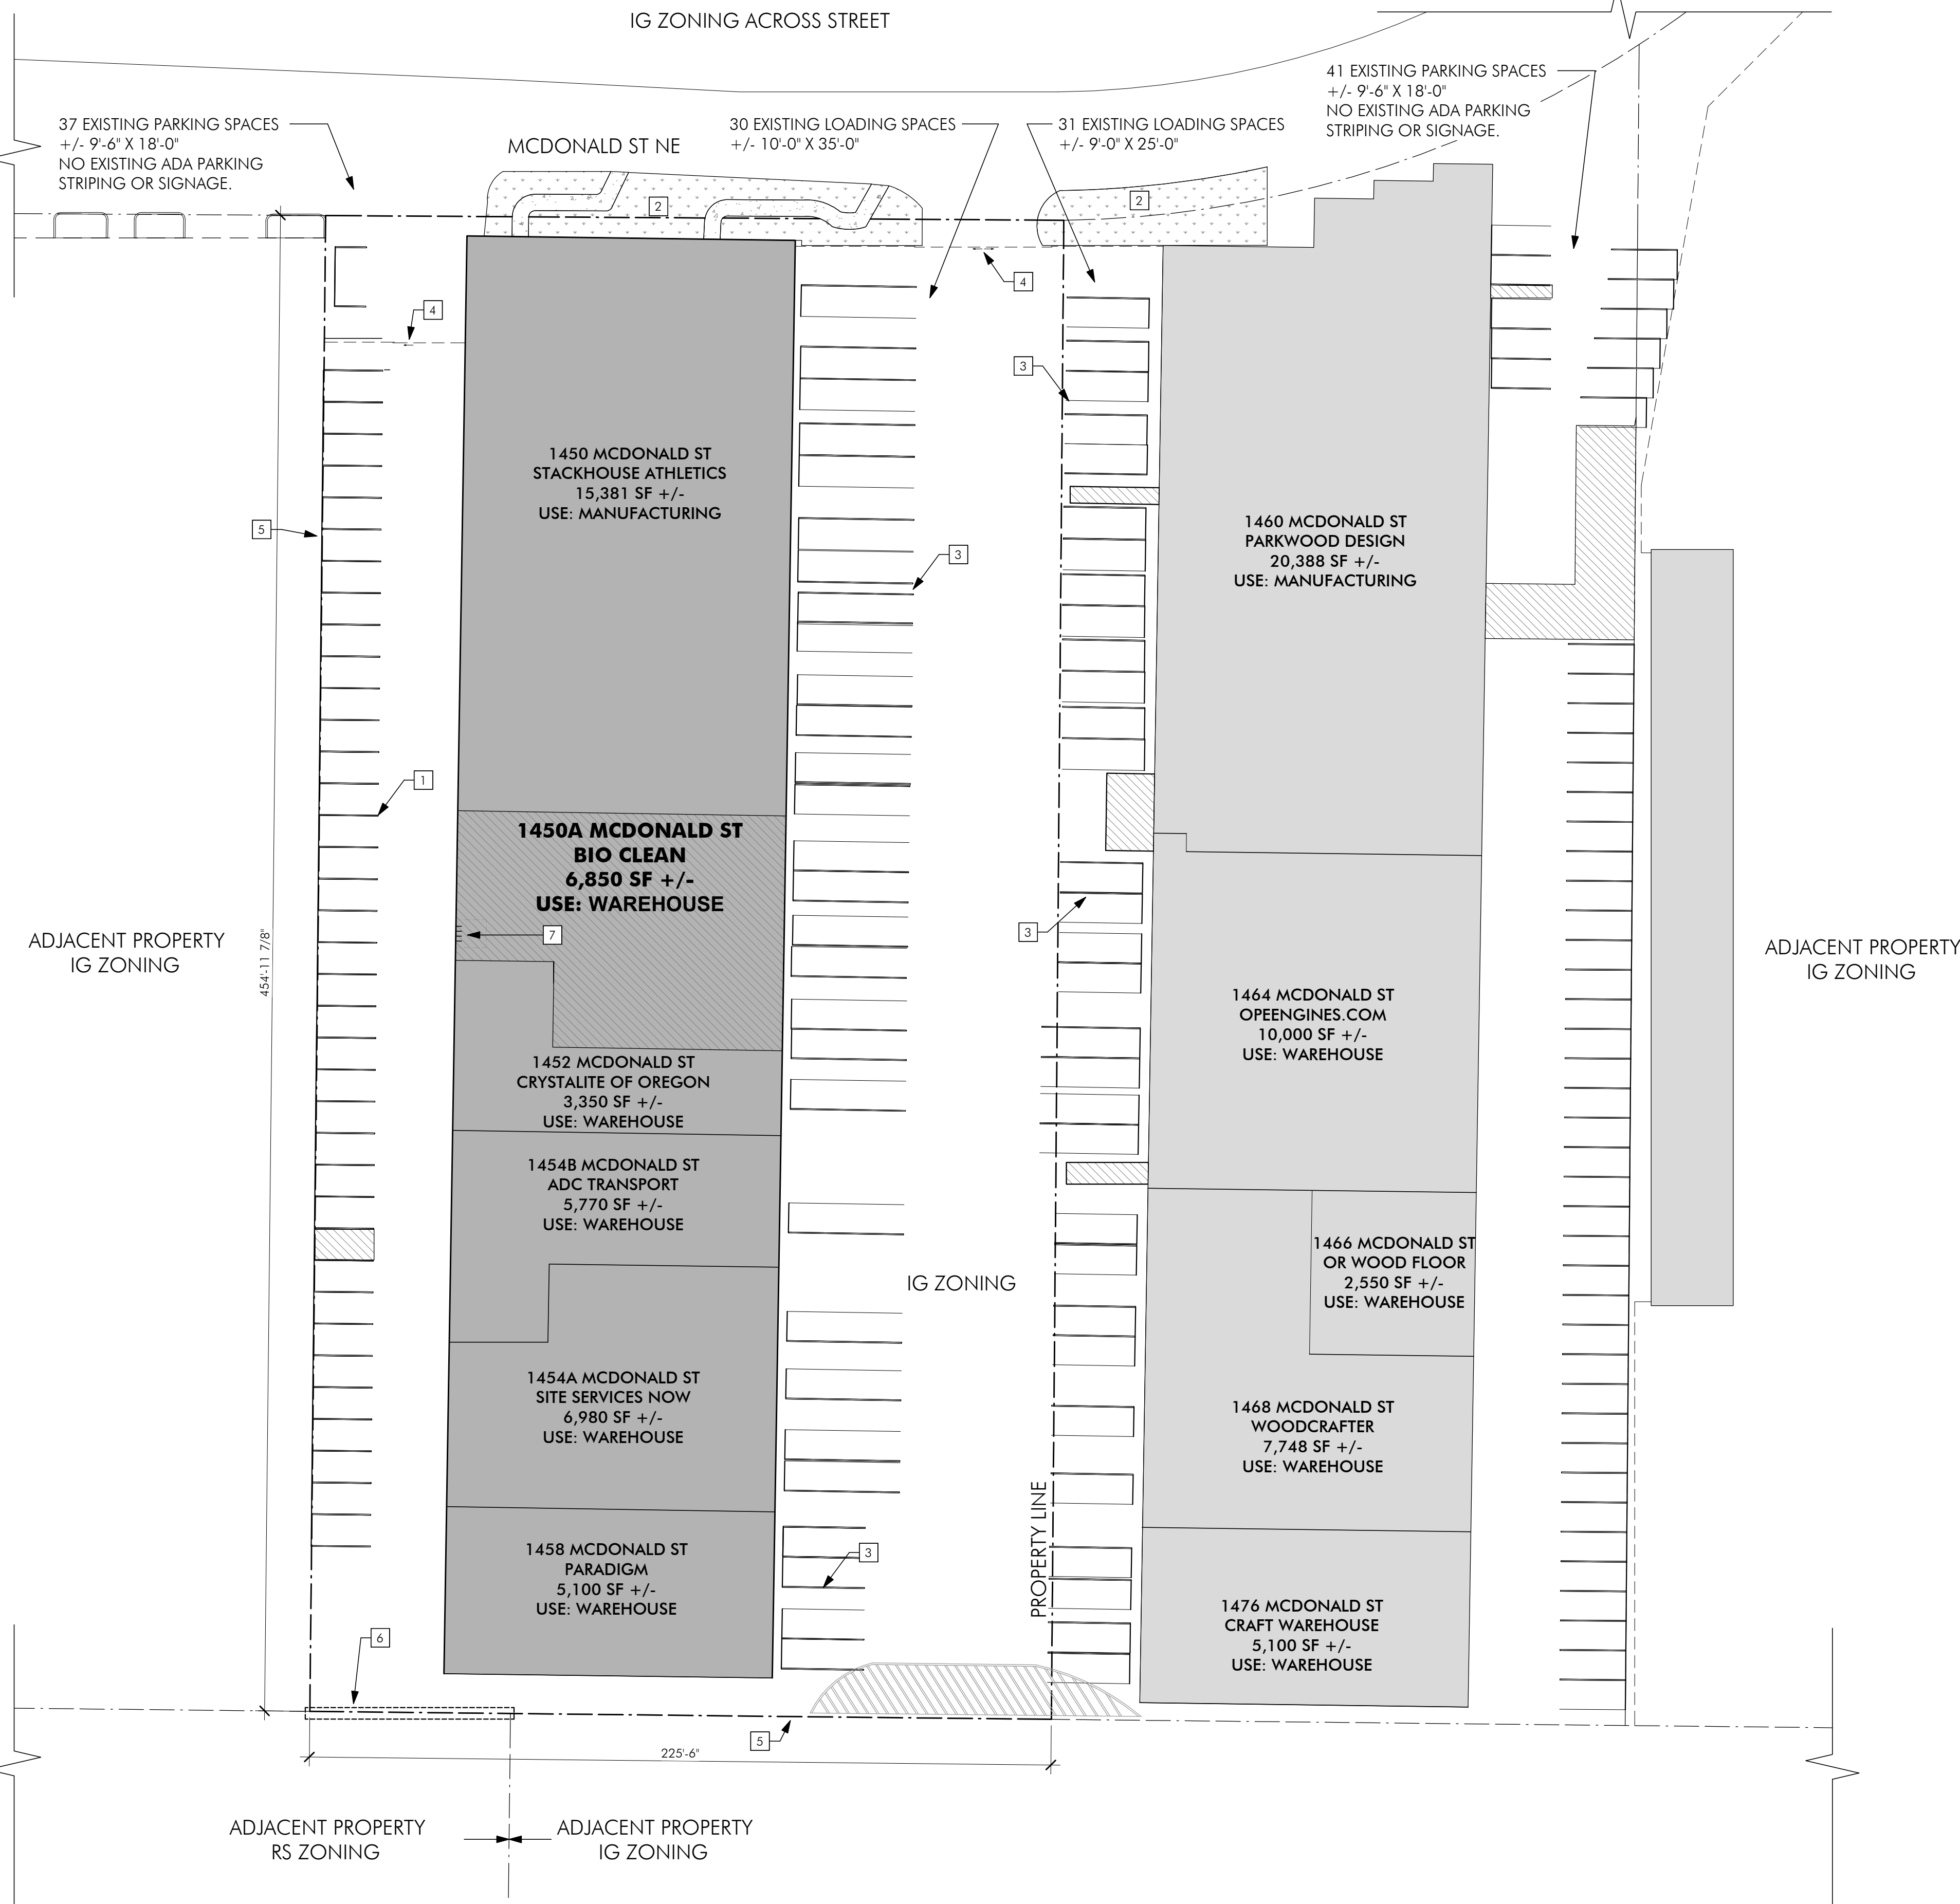 IG ZONING ACROSS STREET
37 EXISTING PARKING SPACES
+/- 9'-6" X 18'-0"
NO EXISTING ADA PARKING
STRIPING OR SIGNAGE.
MCDONALD ST NE
30 EXISTING LOADING SPACES
+/- 10'-0" X 35'-0"
31 EXISTING LOADING SPACES
+/- 9'-0" X 25'-0"
41 EXISTING PARKING SPACES
+/- 9'-6" X 18'-0"
NO EXISTING ADA PARKING
STRIPING OR SIGNAGE.
2
2
4
4
3
1450 MCDONALD ST
STACKHOUSE ATHLETICS
15,381 SF +/-
USE: MANUFACTURING
5
3
1460 MCDONALD ST
PARKWOOD DESIGN
20,388 SF +/-
USE: MANUFACTURING
1
1450A MCDONALD ST
BIO CLEAN
6,850 SF +/-
USE: WAREHOUSE
7
3
ADJACENT PROPERTY
IG ZONING
454'-11 7/8"
ADJACENT PROPERTY
IG ZONING
1464 MCDONALD ST
OPEENGINES.COM
10,000 SF +/-
USE: WAREHOUSE
1452 MCDONALD ST
CRYSTALITE OF OREGON
3,350 SF +/-
USE: WAREHOUSE
1454B MCDONALD ST
ADC TRANSPORT
5,770 SF +/-
USE: WAREHOUSE
IG ZONING
1466 MCDONALD ST
OR WOOD FLOOR
2,550 SF +/-
USE: WAREHOUSE
1454A MCDONALD ST
SITE SERVICES NOW
6,980 SF +/-
USE: WAREHOUSE
1468 MCDONALD ST
WOODCRAFTER
7,748 SF +/-
USE: WAREHOUSE
PROPERTY LINE
1458 MCDONALD ST
PARADIGM
5,100 SF +/-
USE: WAREHOUSE
3
1476 MCDONALD ST
CRAFT WAREHOUSE
5,100 SF +/-
USE: WAREHOUSE
6
5
225'-6"
ADJACENT PROPERTY
RS ZONING
ADJACENT PROPERTY
IG ZONING